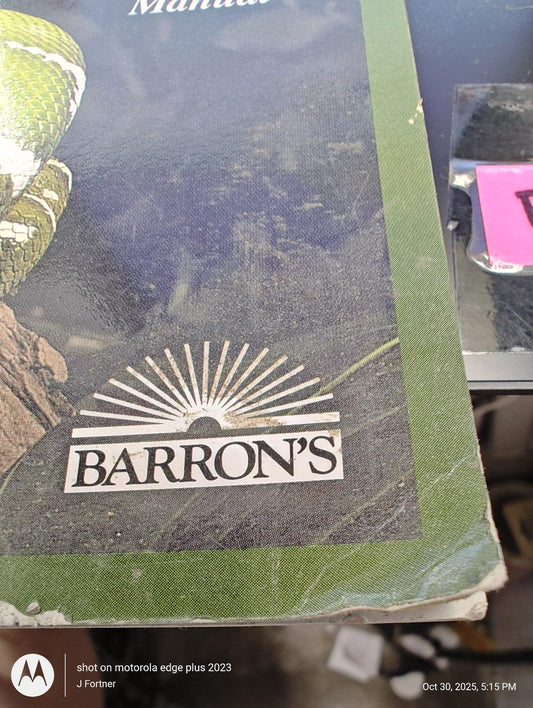 Manual
BARRON'S
shot on motorola edge plus 2023
J Fortner
Oct 30, 2025, 5:15 PM